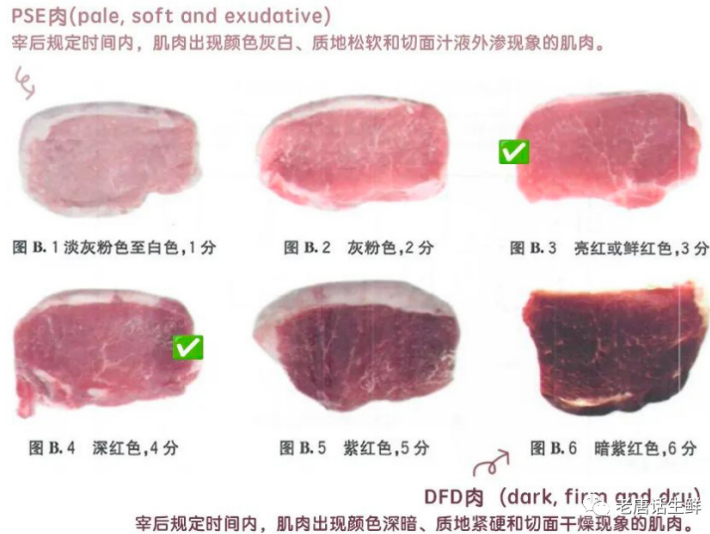 PSE肉(pale, soft and exudative)
宰后规定时间内，肌肉出现颜色灰白、质地松软和切面汁液外渗现象的肌肉。
图 B.1 淡灰粉色至白色,1 分
图 B.2 灰粉色,2 分
图 B.3 亮红或鲜红色,3 分
图 B.4 深红色,4 分
图 B.5 紫红色,5 分
图 B.6 暗紫红色,6 分
DFD肉 (dark, firm and dry)
老唐话生鲜
宰后规定时间内，肌肉出现颜色深暗、质地紧硬和切面干燥现象的肌肉。